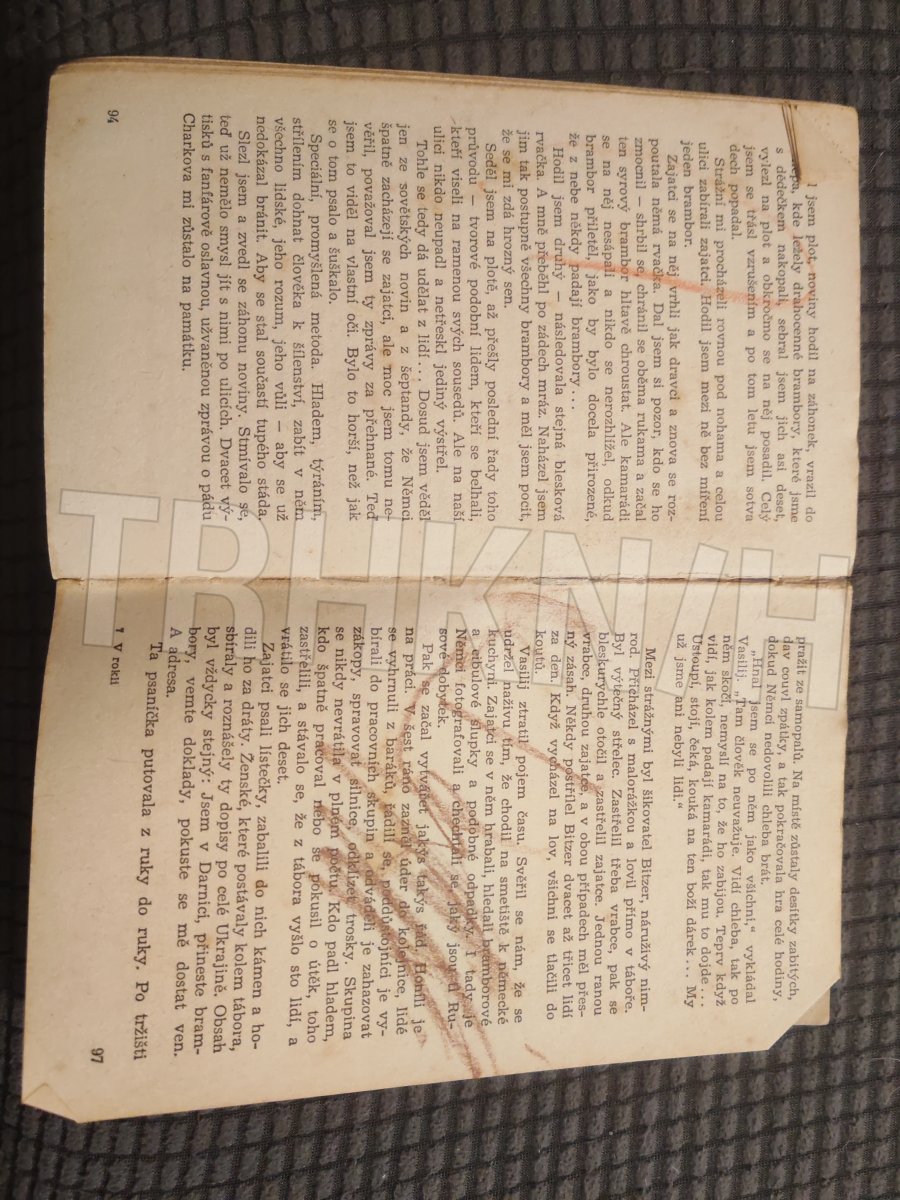 l jsem plot, noviny hodil na záhonek, vrazil do
kde ležely drahocenné brambory, které jsme
s dědečkem nakopali, sebral jsem jich asi deset,
vylezl na plot a obkročmo se na něj posadil. Celý
jsem se třásl vzrušením a po tom letu jsem sotva
dech popadal.
Strážní mi procházeli rovnou pod nohama a celou
ulici zabírali zajatci. Hodil jsem mezi ně bez míření
jeden brambor.
Zajatci se na něj vrhli jak dravci a znova se roz-
poutala němá rvačka. Dal jsem si pozor, kdo se ho
zmocnil — shrbil se, chránil se oběma rukama a začal
ten syrový brambor hltavě chroustat. Ale kamarádi
se na něj nesápali a nikdo se nerozhlížel, odkud
brambor přiletěl, jako by bylo docela přirozené,
že z nebe někdy padají brambory...
Hodil jsem druhý — následovala stejná blesková
rvačka. A mně přeběhl po zádech mráz. Naházel jsem
jim tak postupně všechny brambory a měl jsem pocit,
že se mi zdá hrozný sen.
Seděl jsem na plotě, až přešly poslední řady toho
průvodu — tvorové podobní lidem, kteří se belhali,
kteří viseli na ramenou svých sousedů. Ale na naší
ulici nikdo neupadl a netřeskl jediný výstřel.
Tohle se tedy dá udělat z lidí... Dosud jsem věděl
jen ze sovětských novin a z šeptandy, že Němci
špatně zacházejí se zajatci, ale moc jsem tomu ne-
věřil, považoval jsem ty zprávy za přehnané. Teď
jsem to viděl na vlastní oči. Bylo to horší, než jak
se o tom psalo a šuškalo.
Speciální, promyšlená metoda. Hladem, týráním,
střílením dohnat člověka k šílenství, zabít v něm
všechno lidské, jeho rozum, jeho vůli — aby se už
nedokázal bránit. Aby se stal součástí tupého stáda.
Slezl jsem a zvedl se záhonu noviny. Stmívalo se,
teď už nemělo smysl jít s nimi po ulicích. Dvacet vý-
tisků s fanfárově oslavnou, užvaněnou zprávou o pádu
Charkova mi zůstalo na památku.
94
pražit ze samopalů. Na místě zůstaly desítky zabitých,
dav couvl zpátky, a tak pokračovala hra celé hodiny,
dokud Němci nedovolili chleba brát.
„Hnal jsem se po něm jako všichni,“ vykládal
Vasilij. „Tam člověk neuvažuje. Vidí chleba, tak po
něm skočí, nemyslí na to, že ho zabijou. Teprv když
vidí, jak kolem padají kamarádi, tak mu to dojde...
Ustoupí, stojí, čeká, kouká na ten boží dárek... My
už jsme ani nebyli lidi.“
Mezi strážnými byl šikovatel Bitzer, náruživý nim-
rod. Přicházel s malorážkou a lovil přímo v táboře.
Byl výtečný střelec. Zastřelil třeba vrabce, pak se
bleskurychle otočil a zastřelil zajatce. Jednou ranou
vrabce, druhou zajatce, a v obou případech měl přes-
ný zásah. Někdy postřílel Bitzer dvacet až třicet lidí
za den. Když vycházel na lov, všichni se tlačili do
koutů.
Vasilij ztratil pojem času. Svěřil se nám, že se
udržel naživu tím, že chodil na smetiště k německé
kuchyni. Zajatci se v něm hrabali, hledali bramborové
a cibulové slupky a podobné odpadky. I tady je
Němci fotografovali a chechtali se, jaký jsou ti Ru-
sové dobytek.
Pak se začal vytvářet jakýs takýs řád. Honili je
na práci. V šest ráno zazněl úder do kolejnice, lidé
se vyhrnuli z baráků, řadili se, poddůstojníci je vy-
bírali do pracovních skupin a odváděli je zahazovat
zákopy, spravovat silnice, odklízet trosky. Skupina
se nikdy nevrátila v plném počtu. Kdo padl hladem,
kdo špatně pracoval nebo se pokusil o útěk, toho
zastřelili, a stávalo se, že z tábora vyšlo sto lidí, a
vrátilo se jich deset.
Zajatci psali lístečky, zabalili do nich kámen a ho-
dili ho za dráty. Ženské, které postávaly kolem tábora,
sbíraly a roznášely ty dopisy po celé Ukrajině. Obsah
byl vždycky stejný: Jsem v Darnici, přineste bram-
bory, vemte doklady, pokuste se mě dostat ven.
A adresa.
Ta psaníčka putovala z ruky do ruky. Po tržišti
7 V rokli
97
TRHKNIH